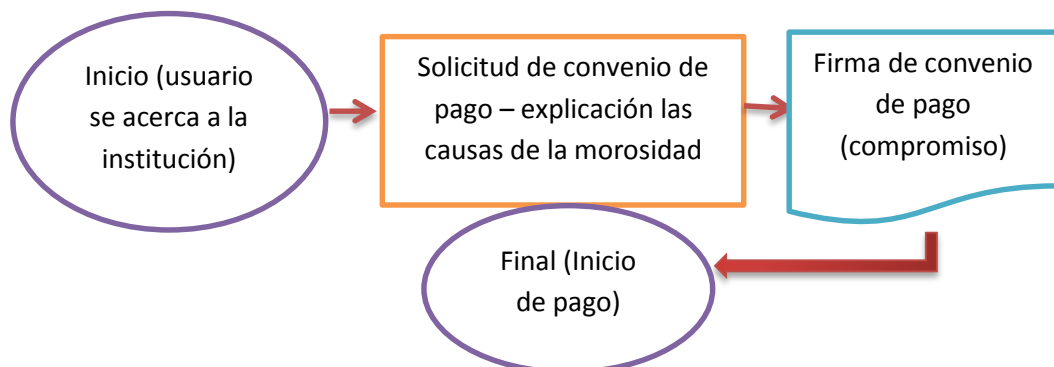 Inicio (usuario
se acerca a la
institución)
Solicitud de convenio de
pago – explicación las
causas de la morosidad
Firma de convenio
de pago
(compromiso)
Final (Inicio
de pago)